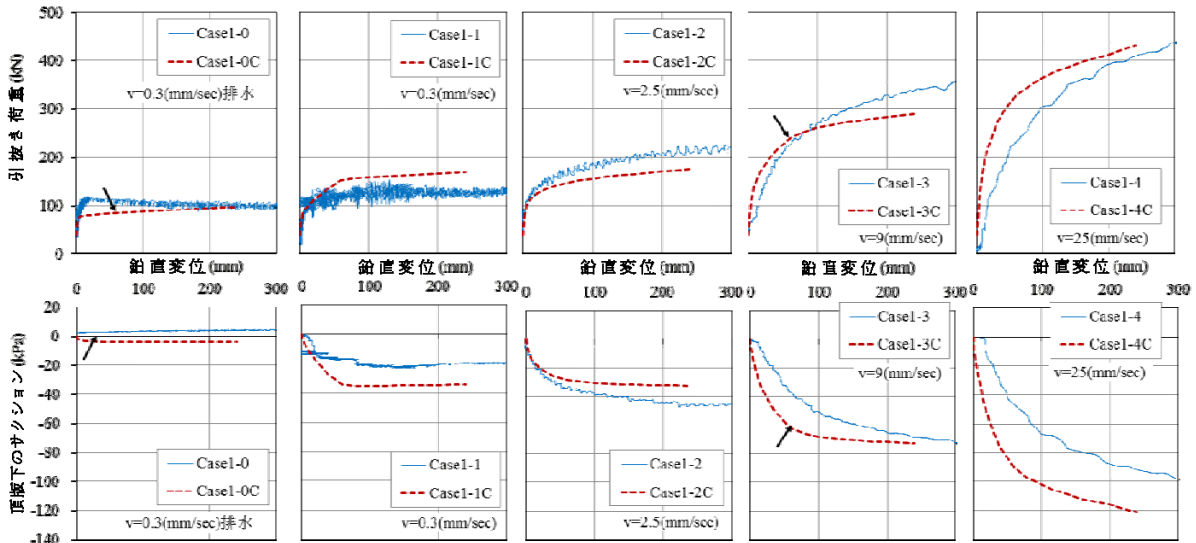 引抜き荷重(kN)
500
400
300
200
100
0
Case1-0
Case1-0C
v=0.3(mm/sec)排水
Case1-1
Case1-1C
v=0.3(mm/sec)
Case1-2
Case1-2C
v=2.5(mm/sec)
Case1-3
Case1-3C
v=9(mm/sec)
Case1-4
Case1-4C
v=25(mm/sec)
鉛直変位(mm)
鉛直変位(mm)
鉛直変位(mm)
鉛直変位(mm)
鉛直変位(mm)
0 100 200 300
0 100 200 300
0 100 200 300
0 100 200 300
0 100 200 300
頂版下のサクション(kPa)
20
0
-20
-40
-60
-80
-100
-120
-140
Case1-0
Case1-0C
v=0.3(mm/sec)排水
Case1-1
Case1-1C
v=0.3(mm/sec)
Case1-2
Case1-2C
v=2.5(mm/sec)
Case1-3
Case1-3C
v=9(mm/sec)
Case1-4
Case1-4C
v=25(mm/sec)